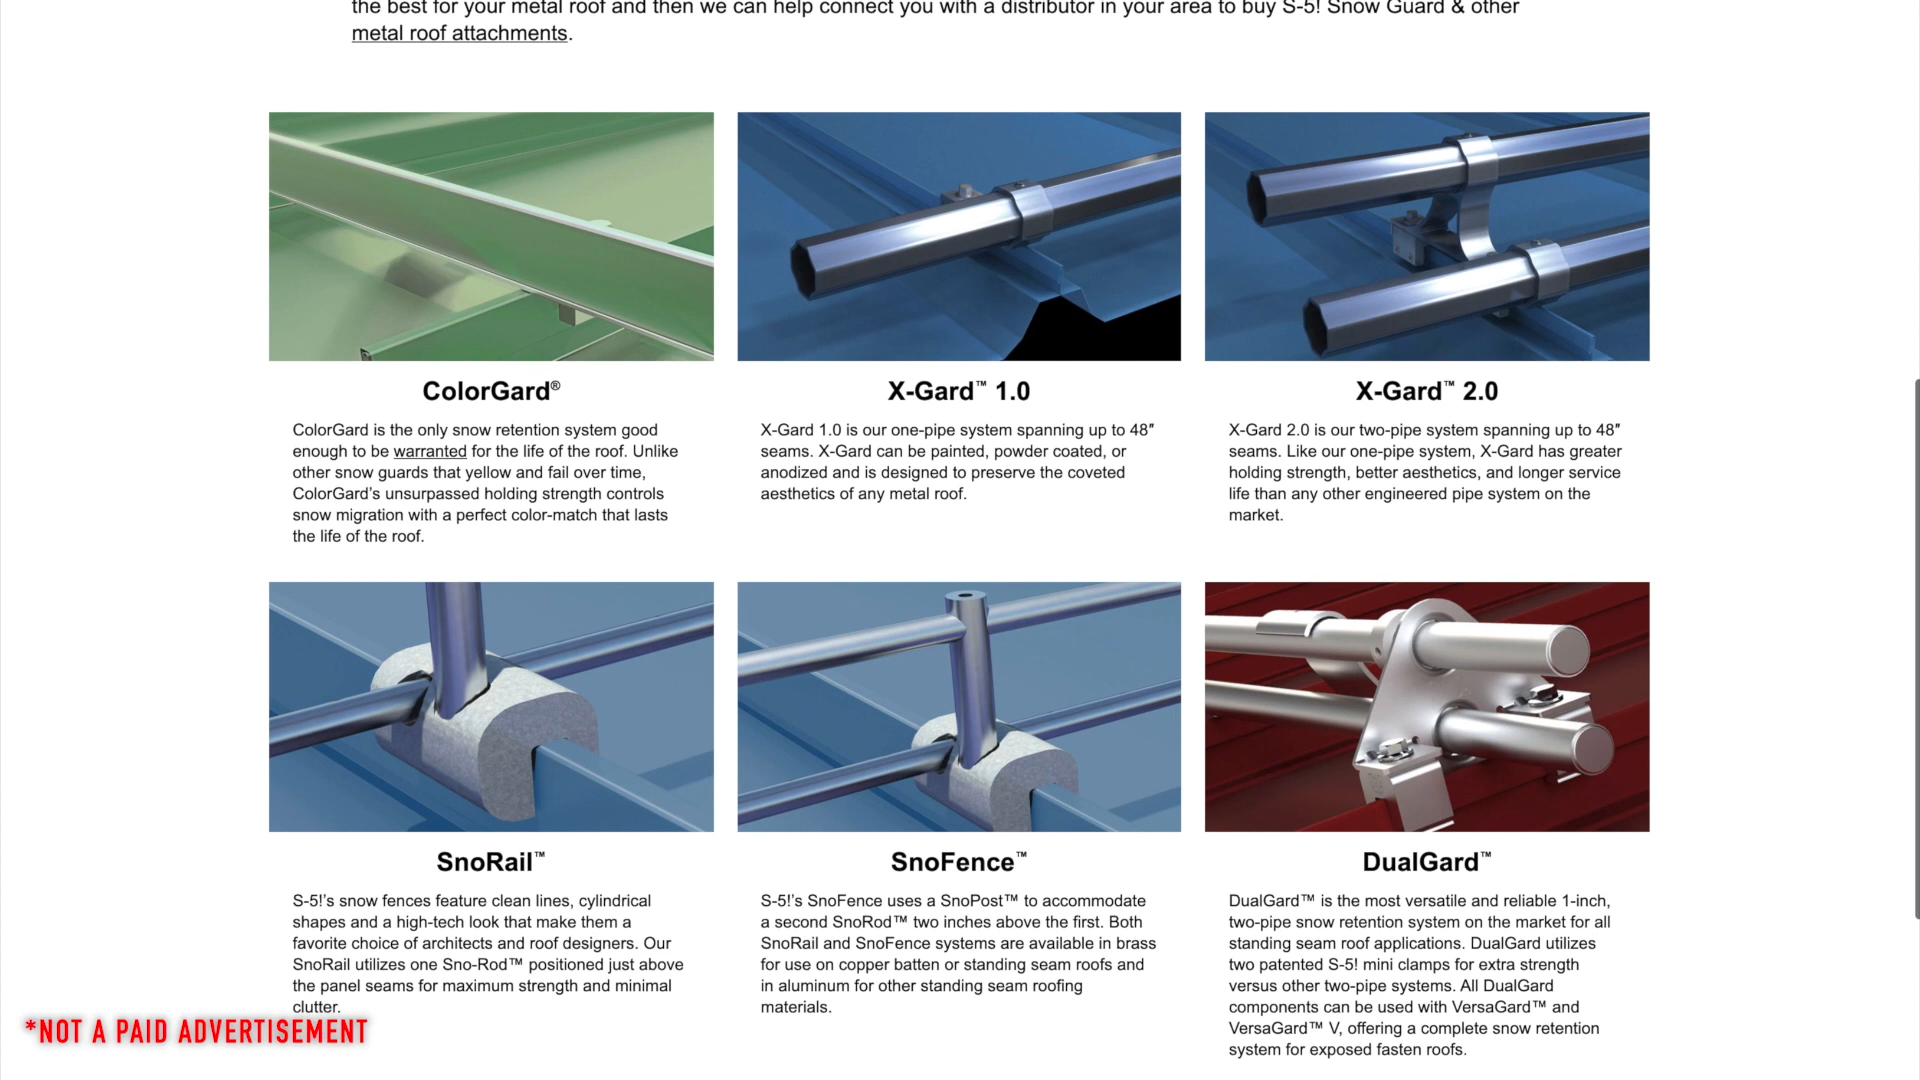 the best for your metal roof and then we can help connect you with a distributor in your area to buy S-5! Snow Guard & other
metal roof attachments.
ColorGard®
ColorGard is the only snow retention system good
enough to be warranted for the life of the roof. Unlike
other snow guards that yellow and fail over time,
ColorGard’s unsurpassed holding strength controls
snow migration with a perfect color-match that lasts
the life of the roof.
X-Gard™ 1.0
X-Gard 1.0 is our one-pipe system spanning up to 48″
seams. X-Gard can be painted, powder coated, or
anodized and is designed to preserve the coveted
aesthetics of any metal roof.
X-Gard™ 2.0
X-Gard 2.0 is our two-pipe system spanning up to 48″
seams. Like our one-pipe system, X-Gard has greater
holding strength, better aesthetics, and longer service
life than any other engineered pipe system on the
market.
SnoRail™
S-5!’s snow fences feature clean lines, cylindrical
shapes and a high-tech look that make them a
favorite choice of architects and roof designers. Our
SnoRail utilizes one Sno-Rod™ positioned just above
the panel seams for maximum strength and minimal
clutter.
SnoFence™
S-5!’s SnoFence uses a SnoPost™ to accommodate
a second SnoRod™ two inches above the first. Both
SnoRail and SnoFence systems are available in brass
for use on copper batten or standing seam roofs and
in aluminum for other standing seam roofing
materials.
DualGard™
DualGard™ is the most versatile and reliable 1-inch,
two-pipe snow retention system on the market for all
standing seam roof applications. DualGard utilizes
two patented S-5! mini clamps for extra strength
versus other two-pipe systems. All DualGard
components can be used with VersaGard™ and
VersaGard™ V, offering a complete snow retention
system for exposed fasten roofs.
*NOT A PAID ADVERTISEMENT